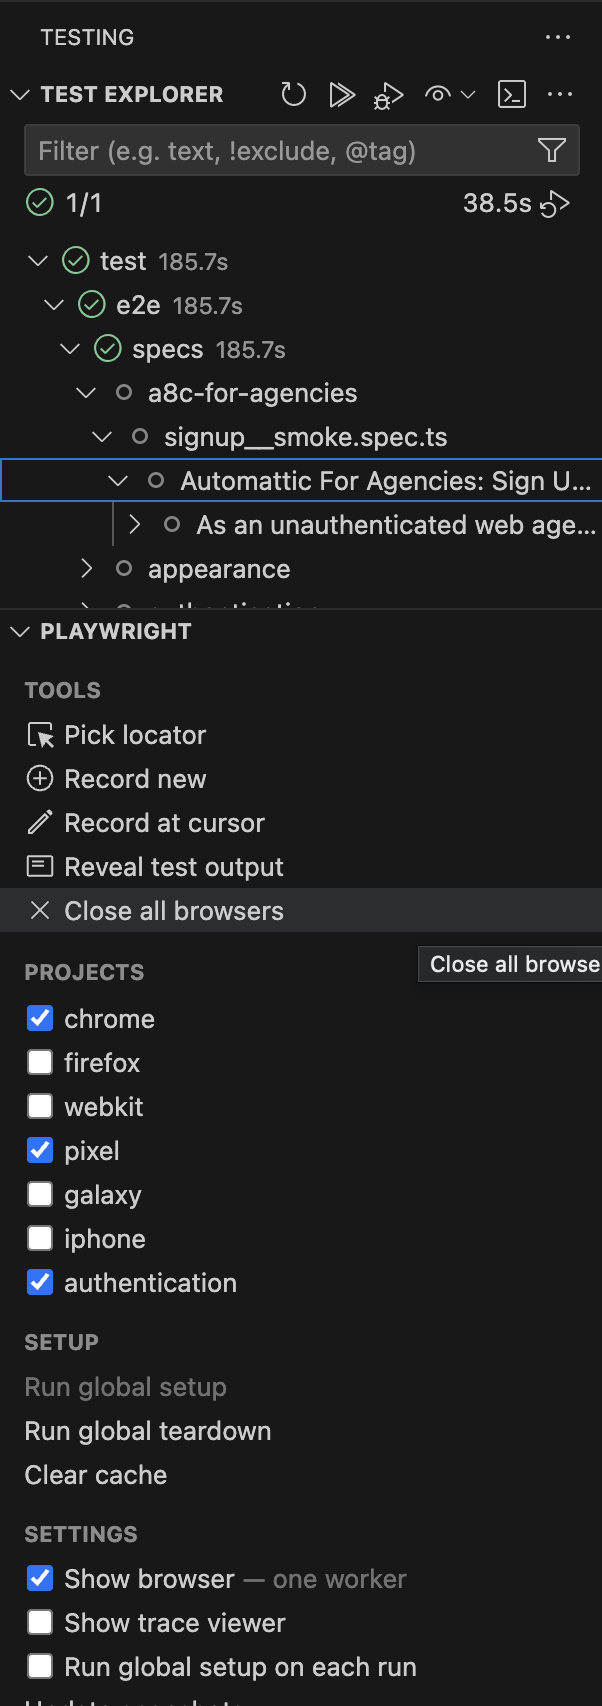 TESTING
TEST EXPLORER
Filter (e.g. text, !exclude, @tag)
1/1 38.5s
test 185.7s
e2e 185.7s
specs 185.7s
a8c-for-agencies
signup__smoke.spec.ts
Automattic For Agencies: Sign U...
As an unauthenticated web age...
appearance
PLAYWRIGHT
TOOLS
Pick locator
Record new
Record at cursor
Reveal test output
Close all browsers
Close all browse
PROJECTS
chrome
firefox
webkit
pixel
galaxy
iphone
authentication
SETUP
Run global setup
Run global teardown
Clear cache
SETTINGS
Show browser — one worker
Show trace viewer
Run global setup on each run